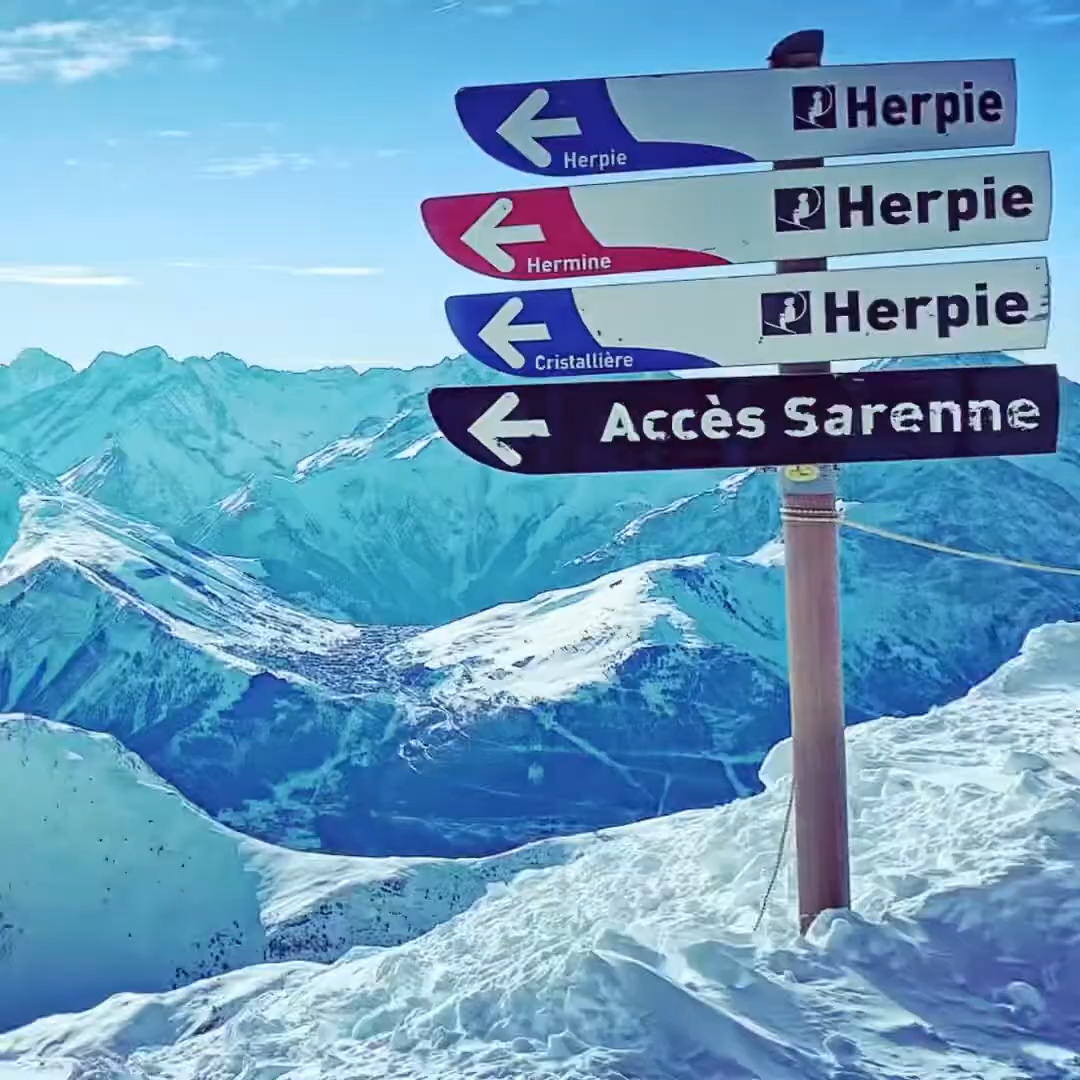 Herpie
Herpie
Herpie
Hermine
Herpie
Cristallière
Accès Sarenne